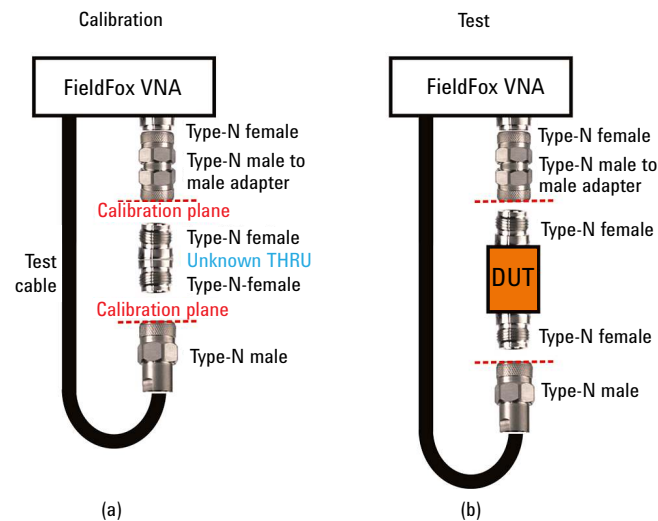 Calibration
FieldFox VNA
Type-N female
Type-N male to
male adapter
Calibration plane
Type-N female
Unknown THRU
Type-N-female
Test
cable
Calibration plane
Type-N male
(a)
Test
FieldFox VNA
Type-N female
Type-N male to
male adapter
Type-N female
DUT
Type-N female
Type-N male
(b)